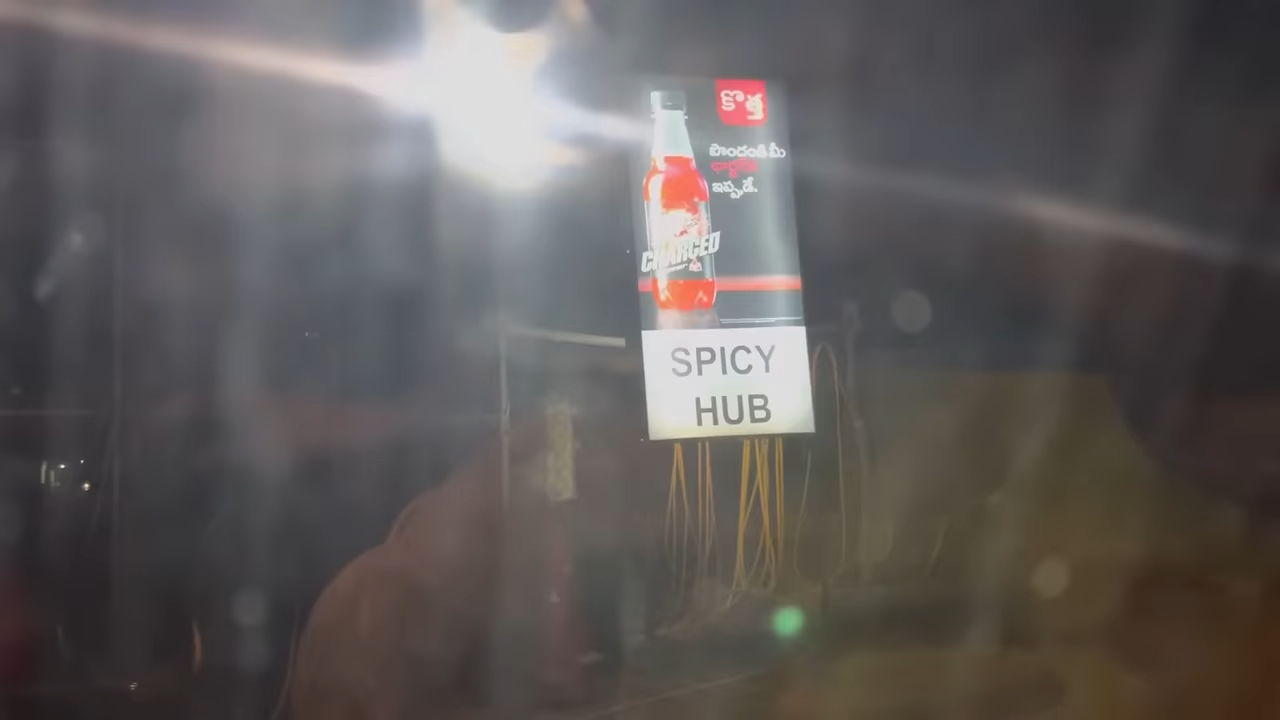 కొత్త
పొందండి మీ
ఛార్జ్‌డ్
ఇప్పుడే.
CHARGED
SPICY
HUB